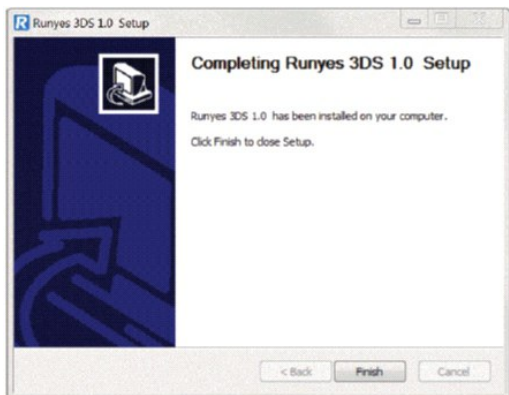 R Runyes 3DS 1.0 Setup
Completing Runyes 3DS 1.0 Setup
Runyes 3DS 1.0 has been installed on your computer.
Click Finish to close Setup.
< Back Finish Cancel